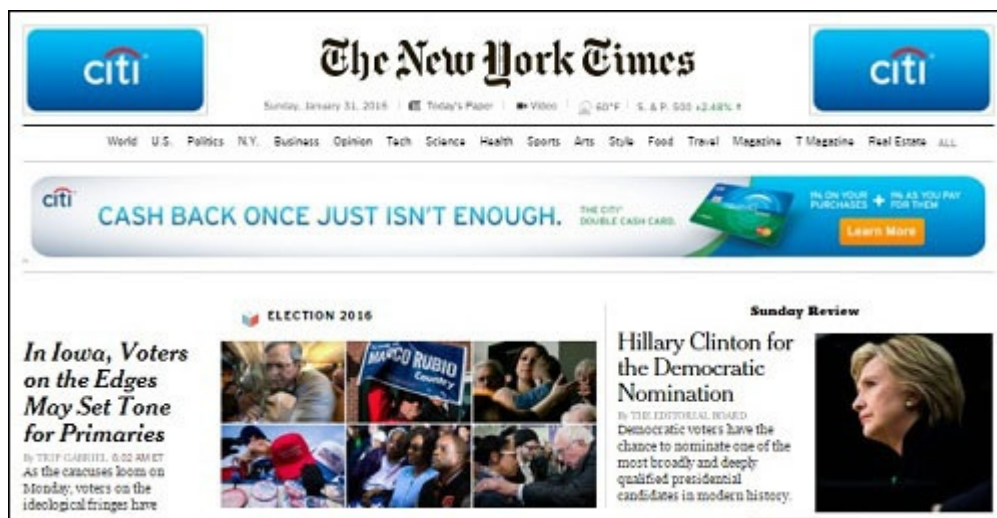 citi
The New York Times
citi
Sunday, January 31, 2016 | Today's Paper | Video | 60°F | S. & P. 500 +2.48% ↑
World U.S. Politics N.Y. Business Opinion Tech Science Health Sports Arts Style Food Travel Magazine T Magazine Real Estate ALL
citi
CASH BACK ONCE JUST ISN'T ENOUGH.
THE CITI®
DOUBLE CASH CARD.
1% ON YOUR
PURCHASES + 1% AS YOU PAY
FOR THEM
Learn More
ELECTION 2016
In Iowa, Voters
on the Edges
May Set Tone
for Primaries
By TRIP GABRIEL 6:02 AM ET
As the caucuses loom on
Monday, voters on the
ideological fringes have
MARCO RUBIO
Country
Sunday Review
Hillary Clinton for
the Democratic
Nomination
By THE EDITORIAL BOARD
Democratic voters have the
chance to nominate one of the
most broadly and deeply
qualified presidential
candidates in modern history.